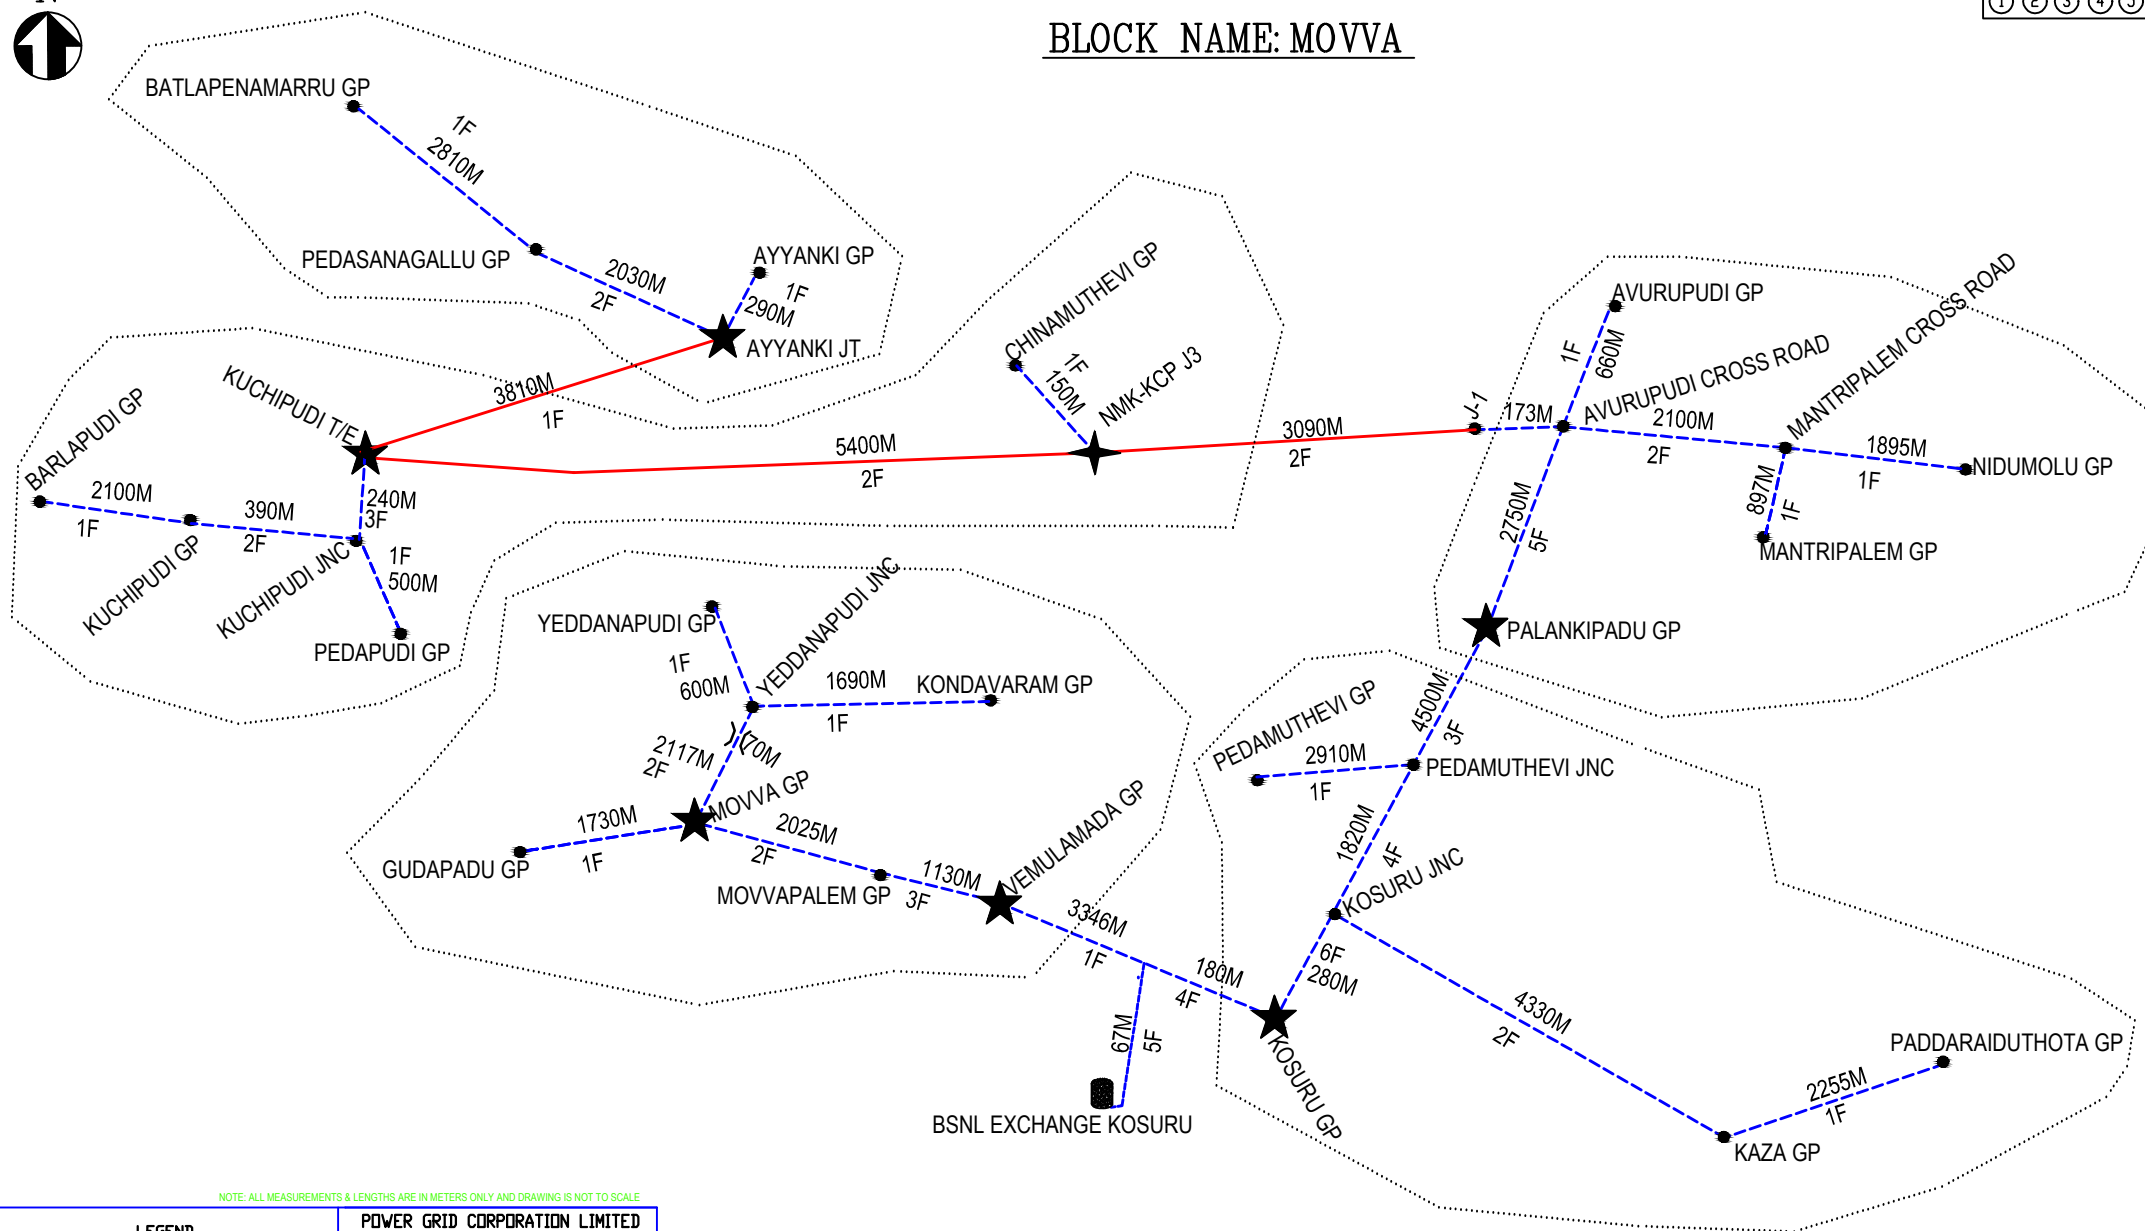 BLOCK NAME: MOVVA
1 2 3 4 5
BATLAPENAMARRU GP
1F
2810M
PEDASANAGALLU GP
2030M
2F
AYYANKI GP
1F
290M
AYYANKI JT
3810M
1F
KUCHIPUDI T/E
BARLAPUDI GP
2100M
1F
KUCHIPUDI GP
390M
2F
240M
3F
KUCHIPUDI JNC
1F
500M
PEDAPUDI GP
5400M
2F
CHINAMUTHEVI GP
1F
150M
NMK-KCP J3
3090M
2F
J-1
173M
AVURUPUDI GP
1F
660M
AVURUPUDI CROSS ROAD
2100M
2F
MANTRIPALEM CROSS ROAD
1895M
1F
NIDUMOLU GP
897M
1F
MANTRIPALEM GP
2750M
5F
PALANKIPADU GP
4500M
3F
PEDAMUTHEVI GP
2910M
1F
PEDAMUTHEVI JNC
1820M
4F
KOSURU JNC
6F
280M
KOSURU GP
4330M
2F
KAZA GP
2255M
1F
PADDARAIDUTHOTA GP
YEDDANAPUDI GP
1F
600M
YEDDANAPUDI JNC
1690M
1F
KONDAVARAM GP
2117M
2F
70M
MOVVA GP
1730M
1F
GUDAPADU GP
2025M
2F
MOVVAPALEM GP
1130M
3F
VEMULAMADA GP
3346M
1F
180M
4F
67M
5F
BSNL EXCHANGE KOSURU
NOTE: ALL MEASUREMENTS & LENGTHS ARE IN METERS ONLY AND DRAWING IS NOT TO SCALE
LEGEND
POWER GRID CORPORATION LIMITED